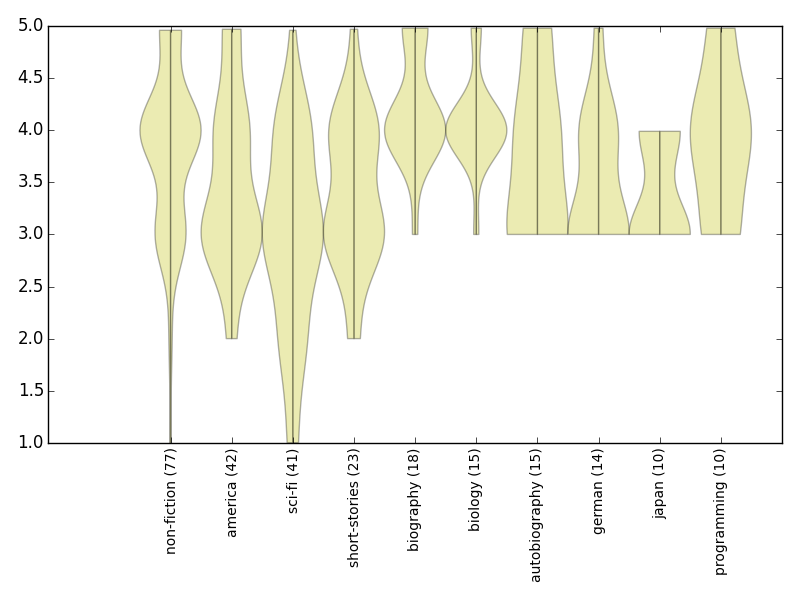 5.0
4.5
4.0
3.5
3.0
2.5
2.0
1.5
1.0
non-fiction (77)
america (42)
sci-fi (41)
short-stories (23)
biography (18)
biology (15)
autobiography (15)
german (14)
japan (10)
programming (10)